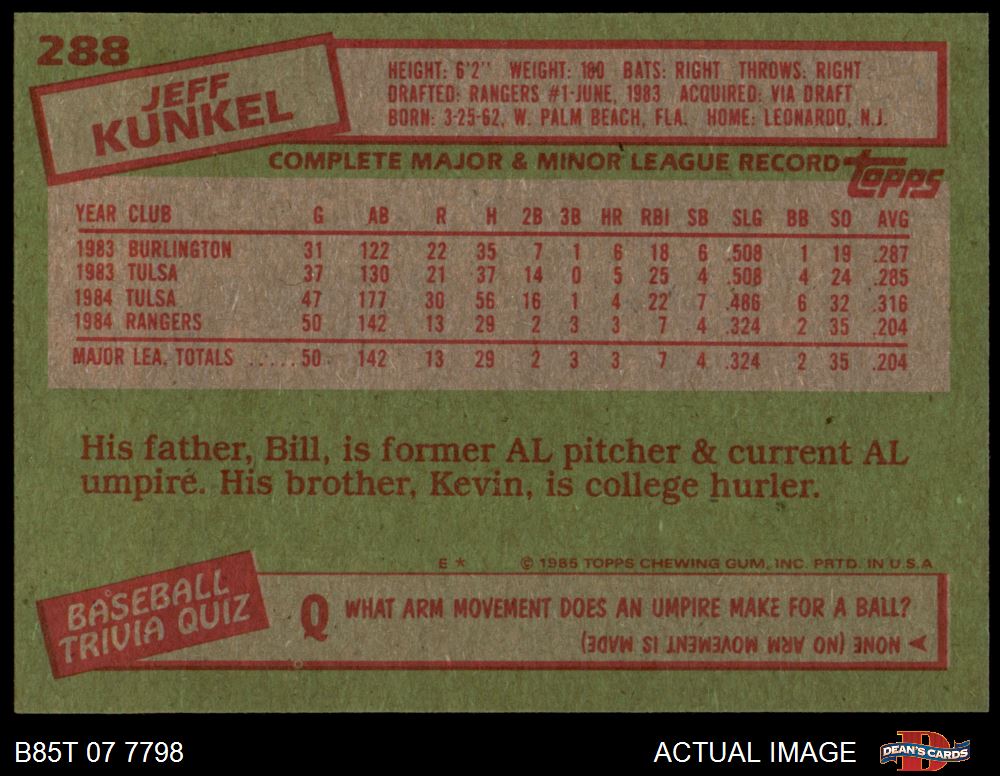 288
JEFF
KUNKEL
HEIGHT: 6'2" WEIGHT: 180 BATS: RIGHT THROWS: RIGHT
DRAFTED: RANGERS #1-JUNE, 1983 ACQUIRED: VIA DRAFT
BORN: 3-25-62, W. PALM BEACH, FLA. HOME: LEONARDO, N.J.
COMPLETE MAJOR & MINOR LEAGUE RECORD topps
YEAR CLUB G AB R H 2B 3B HR RBI SB SLG BB SO AVG
1983 BURLINGTON 31 122 22 35 7 1 6 18 6 .508 1 19 .287
1983 TULSA 37 130 21 37 14 0 5 25 4 .508 4 24 .285
1984 TULSA 47 177 30 56 16 1 4 22 7 .486 6 32 .316
1984 RANGERS 50 142 13 29 2 3 3 7 4 .324 2 35 .204
MAJOR LEA. TOTALS .....50 142 13 29 2 3 3 7 4 .324 2 35 .204
His father, Bill, is former AL pitcher & current AL
umpire. His brother, Kevin, is college hurler.
E * © 1985 TOPPS CHEWING GUM, INC. PRTD. IN U.S.A
BASEBALL
TRIVIA QUIZ
Q WHAT ARM MOVEMENT DOES AN UMPIRE MAKE FOR A BALL?
NONE (NO ARM MOVEMENT IS MADE)
B85T 07 7798
ACTUAL IMAGE
D
DEAN'S CARDS